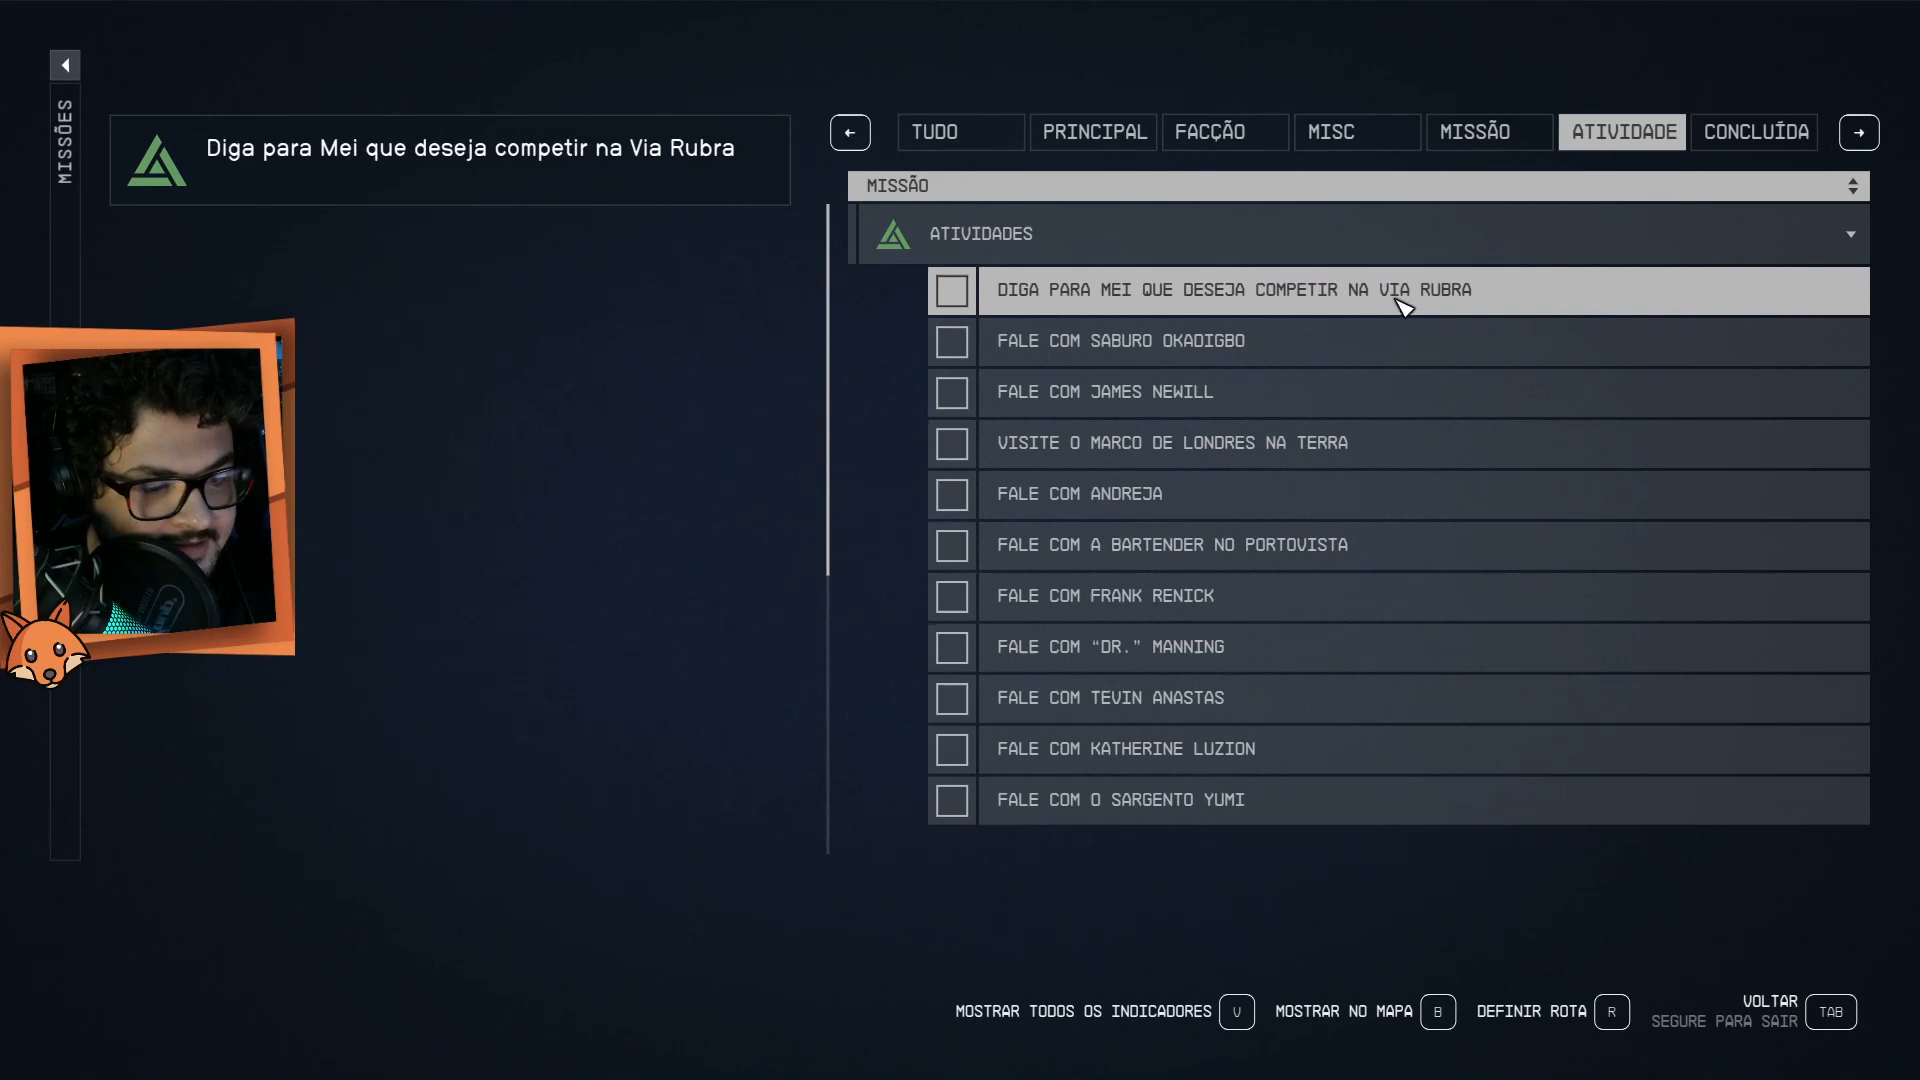 MISSÕES
Diga para Mei que deseja competir na Via Rubra
TUDO
PRINCIPAL
FACÇÃO
MISC
MISSÃO
ATIVIDADE
CONCLUÍDA
MISSÃO
ATIVIDADES
DIGA PARA MEI QUE DESEJA COMPETIR NA VIA RUBRA
FALE COM SABURO OKADIGBO
FALE COM JAMES NEWILL
VISITE O MARCO DE LONDRES NA TERRA
FALE COM ANDREJA
FALE COM A BARTENDER NO PORTOVISTA
FALE COM FRANK RENICK
FALE COM “DR.” MANNING
FALE COM TEVIN ANASTAS
FALE COM KATHERINE LUZION
FALE COM O SARGENTO YUMI
MOSTRAR TODOS OS INDICADORES V
MOSTRAR NO MAPA B
DEFINIR ROTA R
VOLTAR
SEGURE PARA SAIR
TAB